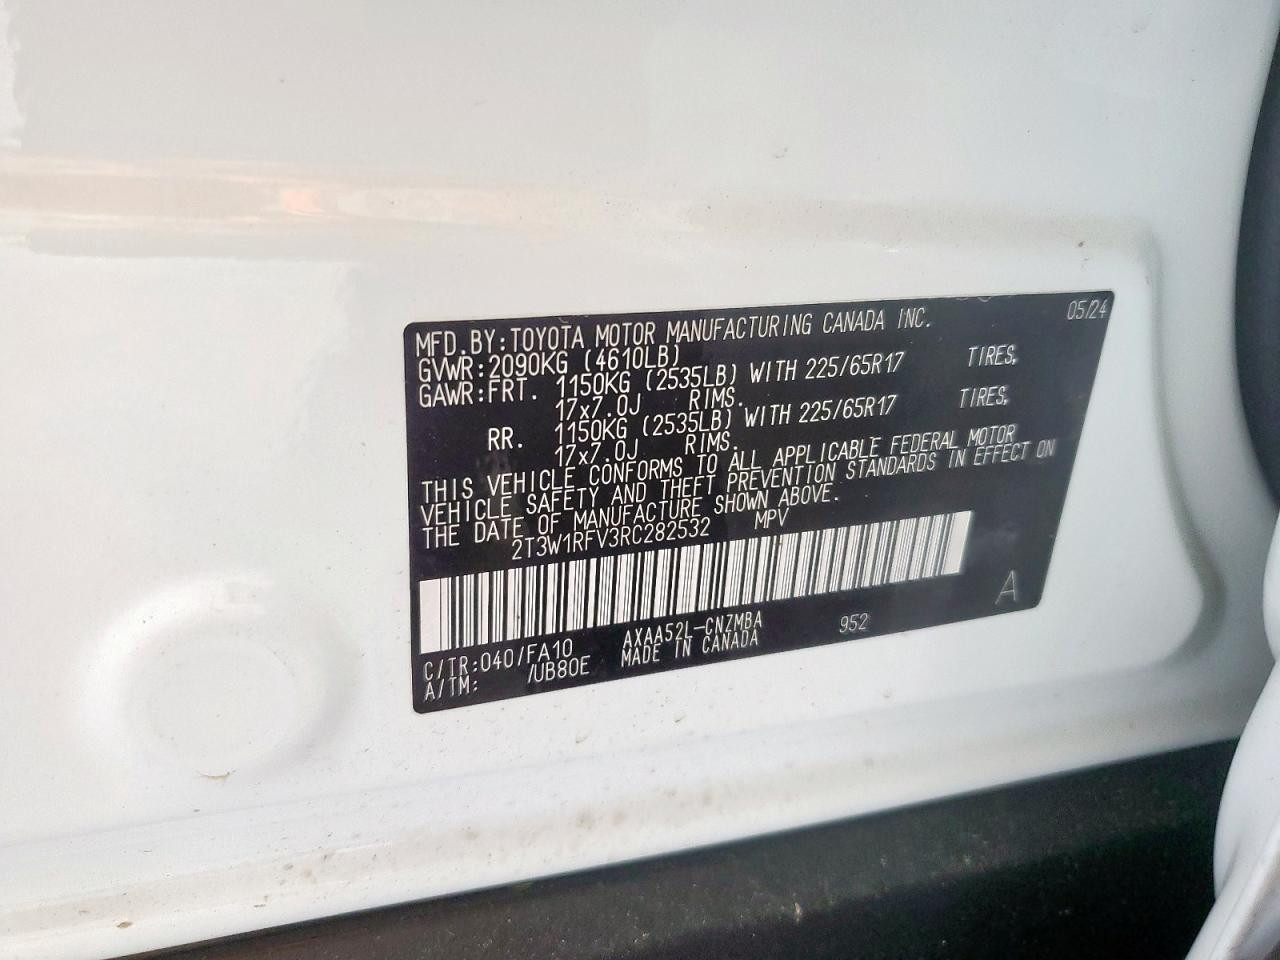 MFD.BY:TOYOTA MOTOR MANUFACTURING CANADA INC. 05/24
GVWR:2090KG (4610LB)
GAWR:FRT. 1150KG (2535LB) WITH 225/65R17 TIRES,
17x7.0J RIMS.
RR. 1150KG (2535LB) WITH 225/65R17 TIRES,
17x7.0J RIMS.
THIS VEHICLE CONFORMS TO ALL APPLICABLE FEDERAL MOTOR
VEHICLE SAFETY AND THEFT PREVENTION STANDARDS IN EFFECT ON
THE DATE OF MANUFACTURE SHOWN ABOVE.
2T3W1RFV3RC282532 MPV
A
C/TR:040/FA10 AXAA52L-CNZMBA 952
A/TM: /UB80E MADE IN CANADA